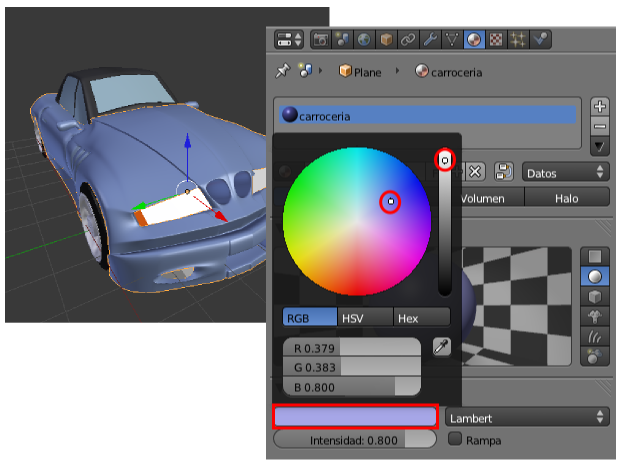 Plane carroceria
carroceria
Datos
Volumen Halo
RGB HSV Hex
R 0.379
G 0.383
B 0.800
Lambert
Intensidad: 0.800 Rampa